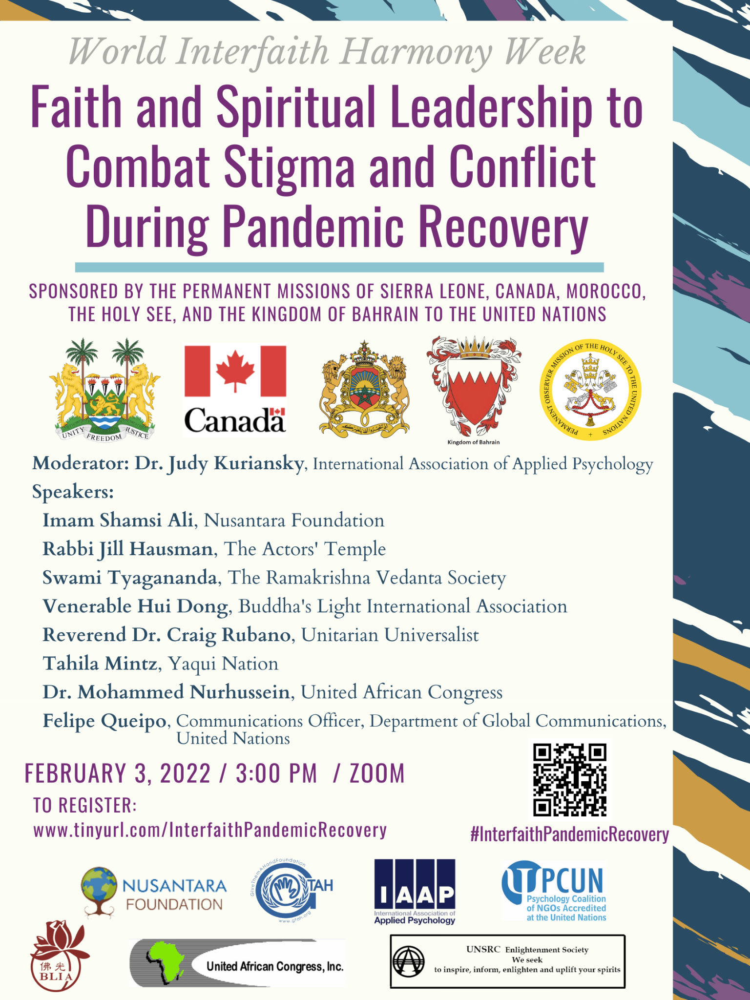 World Interfaith Harmony Week
Faith and Spiritual Leadership to
Combat Stigma and Conflict
During Pandemic Recovery
SPONSORED BY THE PERMANENT MISSIONS OF SIERRA LEONE, CANADA, MOROCCO,
THE HOLY SEE, AND THE KINGDOM OF BAHRAIN TO THE UNITED NATIONS
UNITY FREEDOM JUSTICE
Canada
Kingdom of Bahrain
PERMANENT OBSERVER MISSION OF THE HOLY SEE TO THE UNITED NATIONS +
Moderator: Dr. Judy Kuriansky, International Association of Applied Psychology
Speakers:
Imam Shamsi Ali, Nusantara Foundation
Rabbi Jill Hausman, The Actors' Temple
Swami Tyagananda, The Ramakrishna Vedanta Society
Venerable Hui Dong, Buddha's Light International Association
Reverend Dr. Craig Rubano, Unitarian Universalist
Tahila Mintz, Yaqui Nation
Dr. Mohammed Nurhussein, United African Congress
Felipe Queipo, Communications Officer, Department of Global Communications,
United Nations
FEBRUARY 3, 2022 / 3:00 PM / ZOOM
TO REGISTER:
www.tinyurl.com/InterfaithPandemicRecovery
#InterfaithPandemicRecovery
NUSANTARA
FOUNDATION
GiveThemAHandFoundation
GTAH
www.gtah.org
IAAP
International Association of
Applied Psychology
ΨPCUN
Psychology Coalition
of NGOs Accredited
at the United Nations
佛光
BLIA
United African Congress, Inc.
UNSRC Enlightenment Society
We seek
to inspire, inform, enlighten and uplift your spirits